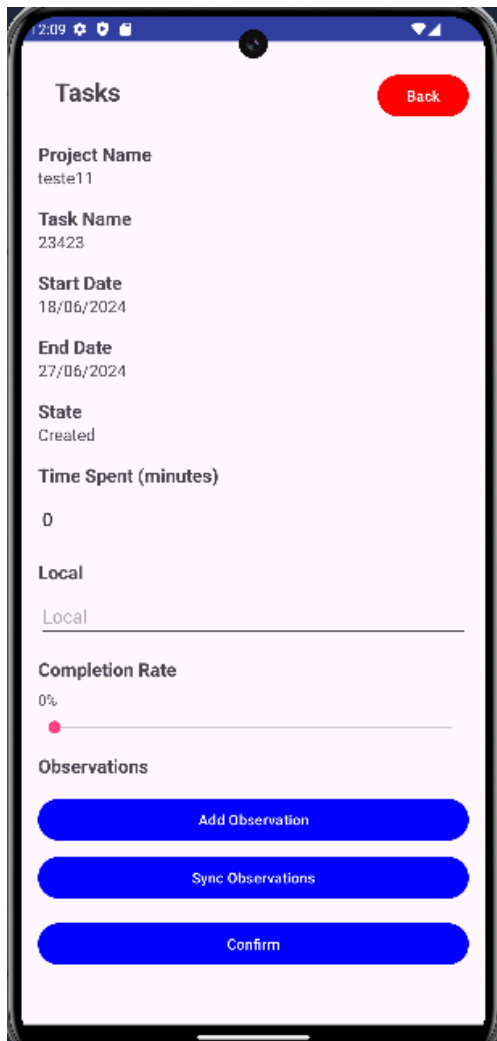 12:09
Tasks
Back
Project Name
teste11
Task Name
23423
Start Date
18/06/2024
End Date
27/06/2024
State
Created
Time Spent (minutes)
0
Local
Local
Completion Rate
0%
Observations
Add Observation
Sync Observations
Confirm